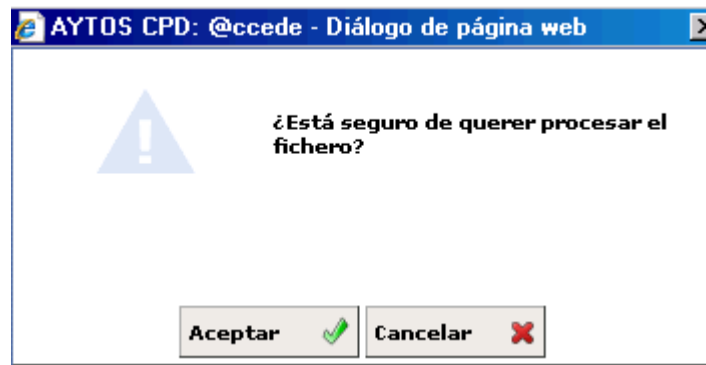 AYTOS CPD: @ccede - Diálogo de página web
¿Está seguro de querer procesar el
fichero?
Aceptar
Cancelar